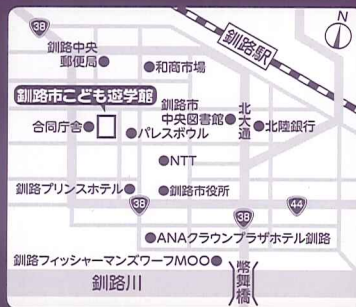 38
N
釧路駅
釧路中央
郵便局●
●和商市場
釧路市こども遊学館
合同庁舎●
●パレスボウル
釧路市
中央図書館●
北大通
●北陸銀行
●NTT
釧路プリンスホテル●
●釧路市役所
38
38
44
●ANAクラウンプラザホテル釧路
釧路フィッシャーマンズワーフMOO●
幣舞橋
釧路川